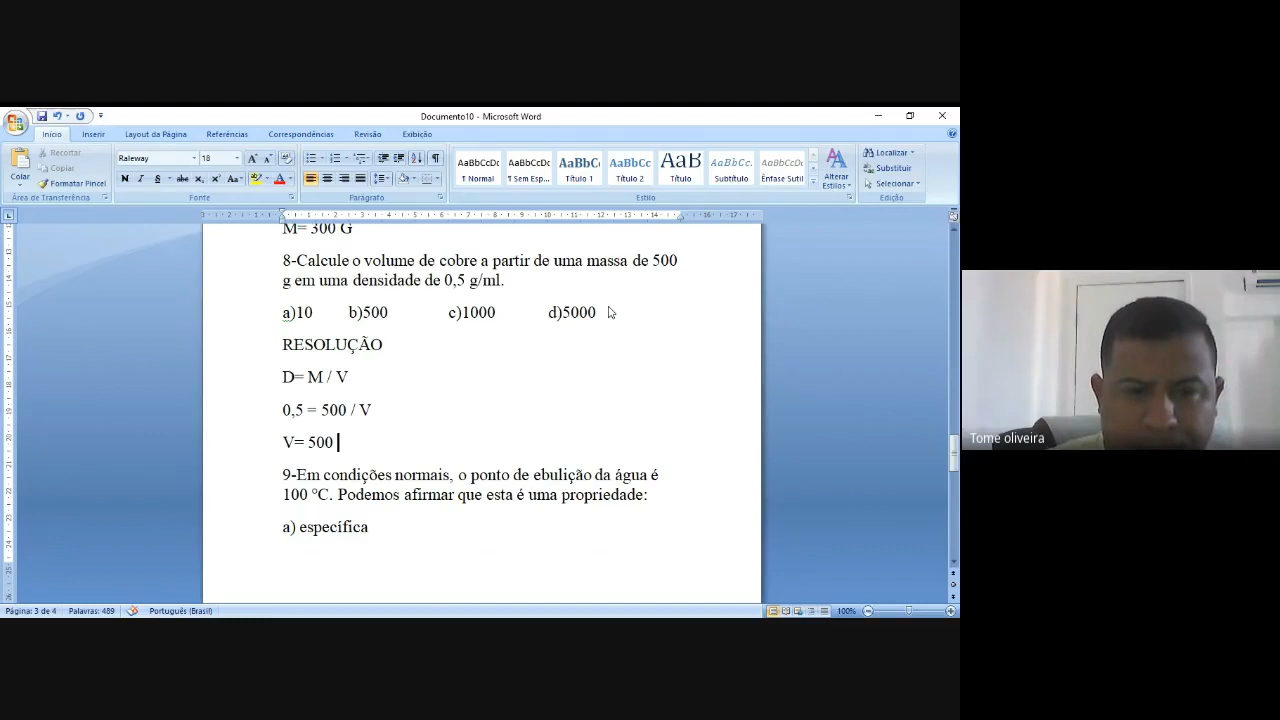 Documento10 - Microsoft Word
Início Inserir Layout da Página Referências Correspondências Revisão Exibição
Colar
Recortar
Copiar
Formatar Pincel
Área de Transferência
Raleway 18
N I S abc X₂ X² Aa A
Fonte
Parágrafo
AaBbCcDc AaBbCcDc AaBbC AaBbCc AaB AaBbCc. AaBbCcDc
¶ Normal ¶ Sem Esp... Título 1 Título 2 Título Subtítulo Ênfase Sutil
Alterar Estilos
Estilo
Localizar
Substituir
Selecionar
Edição
M= 300 G
8-Calcule o volume de cobre a partir de uma massa de 500
g em uma densidade de 0,5 g/ml.
a)10 b)500 c)1000 d)5000
RESOLUÇÃO
D= M / V
0,5 = 500 / V
V= 500
9-Em condições normais, o ponto de ebulição da água é
100 °C. Podemos afirmar que esta é uma propriedade:
a) específica
Página: 3 de 4 Palavras: 489 Português (Brasil) 100%
Tome oliveira